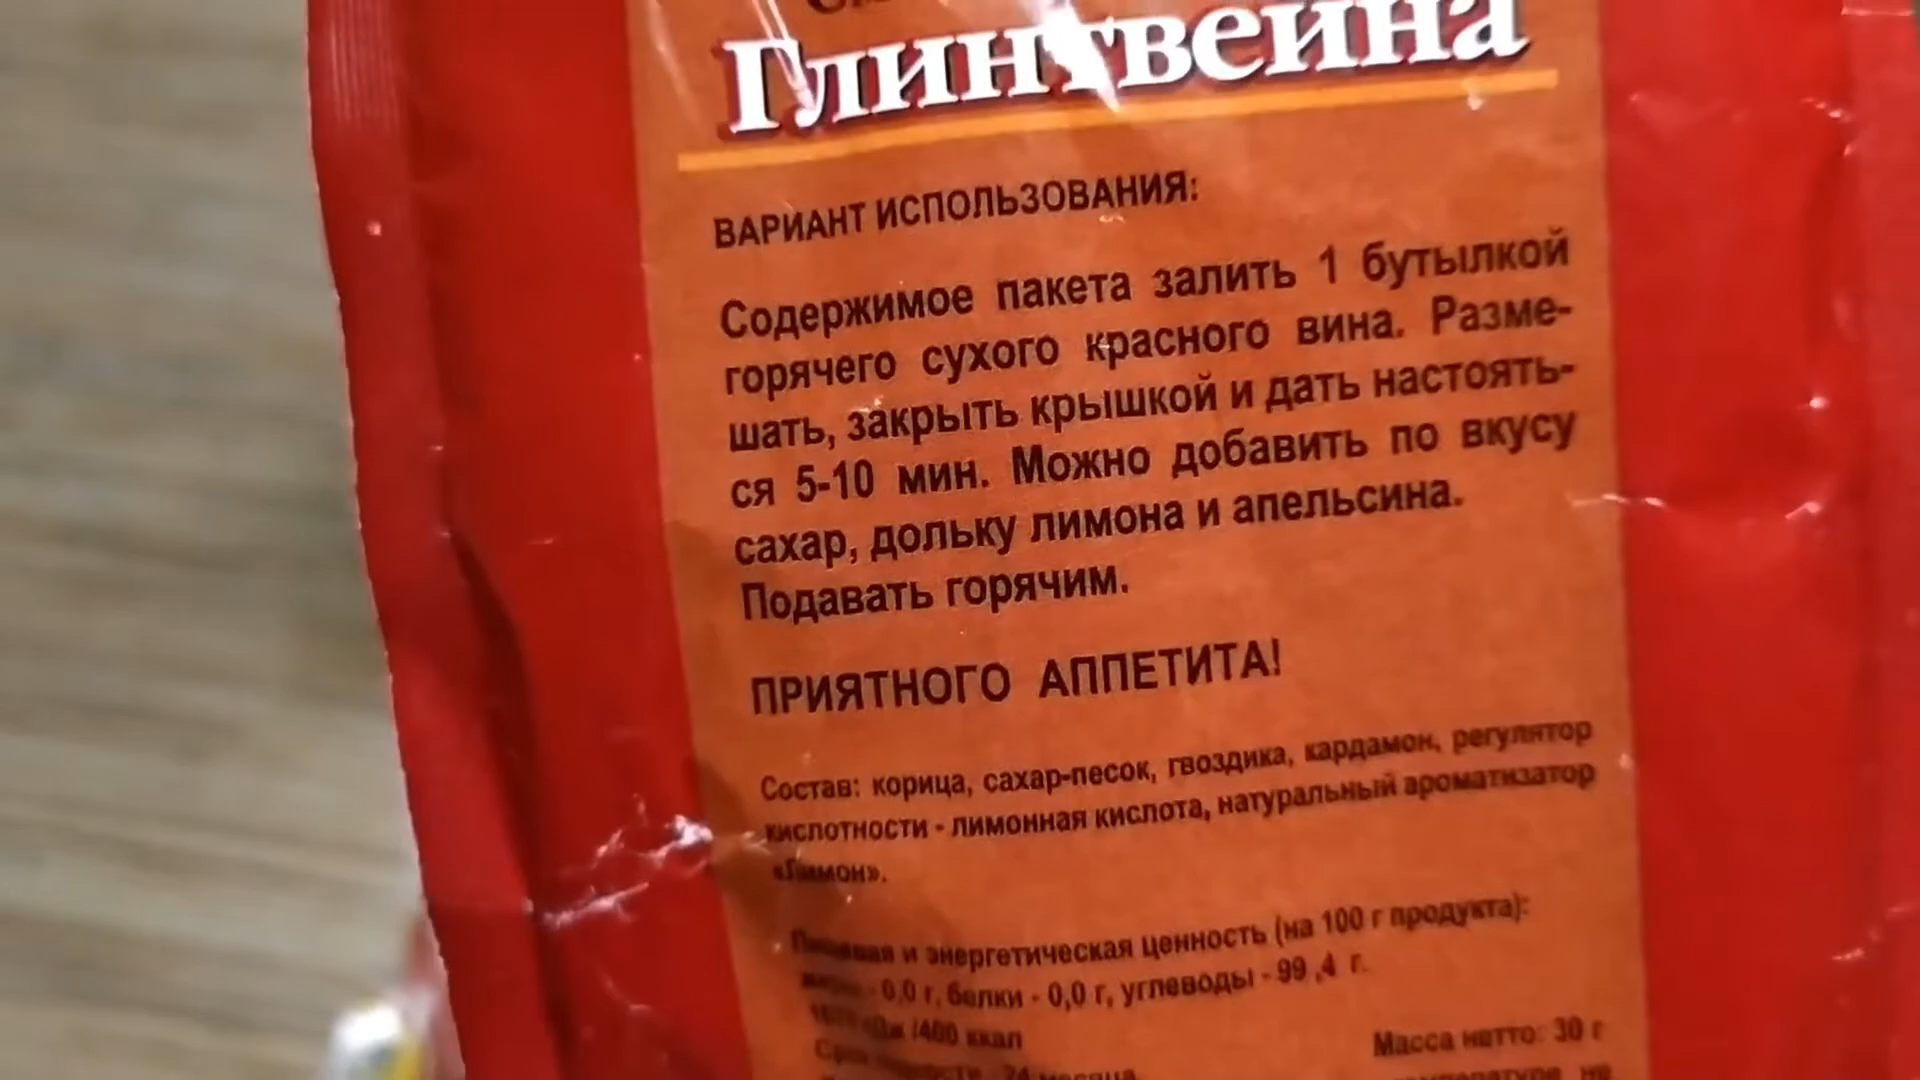 Глинтвейна
ВАРИАНТ ИСПОЛЬЗОВАНИЯ:
Содержимое пакета залить 1 бутылкой
горячего сухого красного вина. Разме-
шать, закрыть крышкой и дать настоять-
ся 5-10 мин. Можно добавить по вкусу
сахар, дольку лимона и апельсина.
Подавать горячим.
ПРИЯТНОГО АППЕТИТА!
Состав: корица, сахар-песок, гвоздика, кардамон, регулятор
кислотности - лимонная кислота, натуральный ароматизатор
«Лимон».
и энергетическая ценность (на 100 г продукта):
- 0,0 г, белки - 0,0 г, углеводы - 99 ,4 г.
/400 ккал
Масса нетто: 30 г
24 месяца